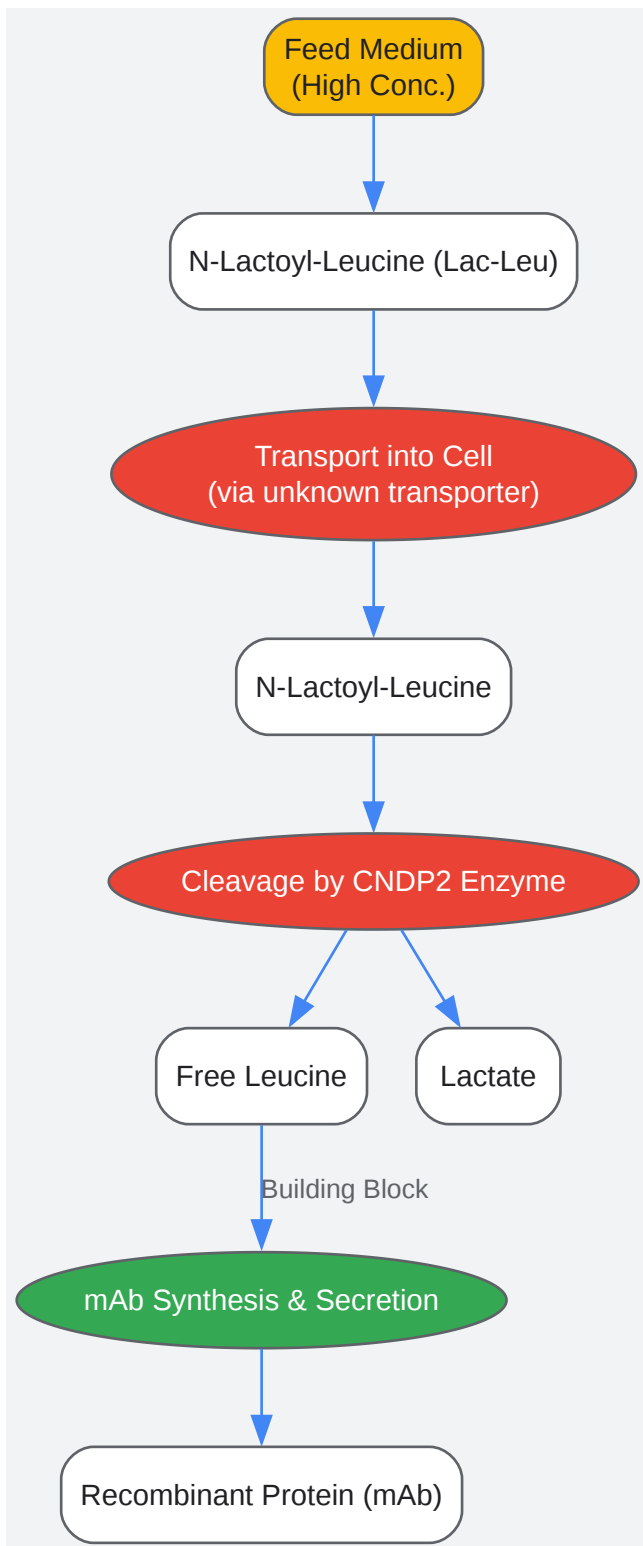 Feed Medium
(High Conc.)
N-Lactoyl-Leucine (Lac-Leu)
Transport into Cell
(via unknown transporter)
N-Lactoyl-Leucine
Cleavage by CNDP2 Enzyme
Free Leucine
Lactate
Building Block
mAb Synthesis & Secretion
Recombinant Protein (mAb)